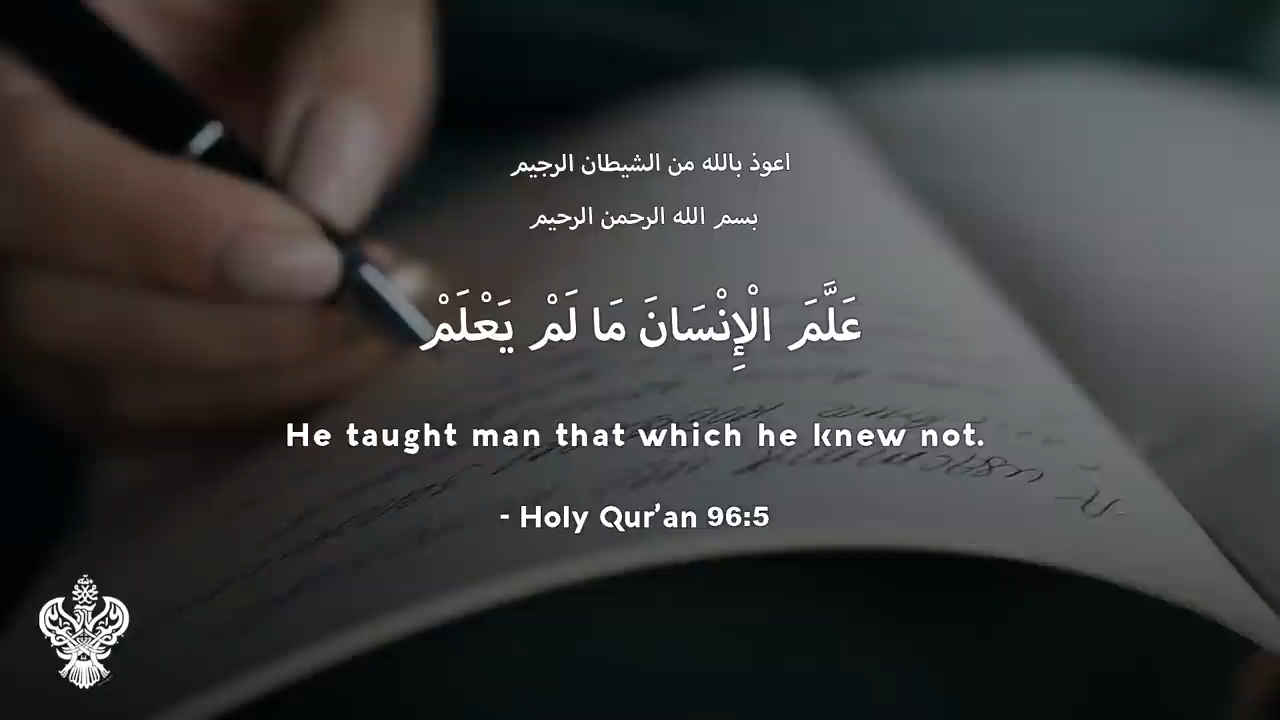 اعوذ بالله من الشيطان الرجيم
بسم الله الرحمن الرحيم
عَلَّمَ الْإِنْسَانَ مَا لَمْ يَعْلَمْ
He taught man that which he knew not.
- Holy Qur'an 96:5